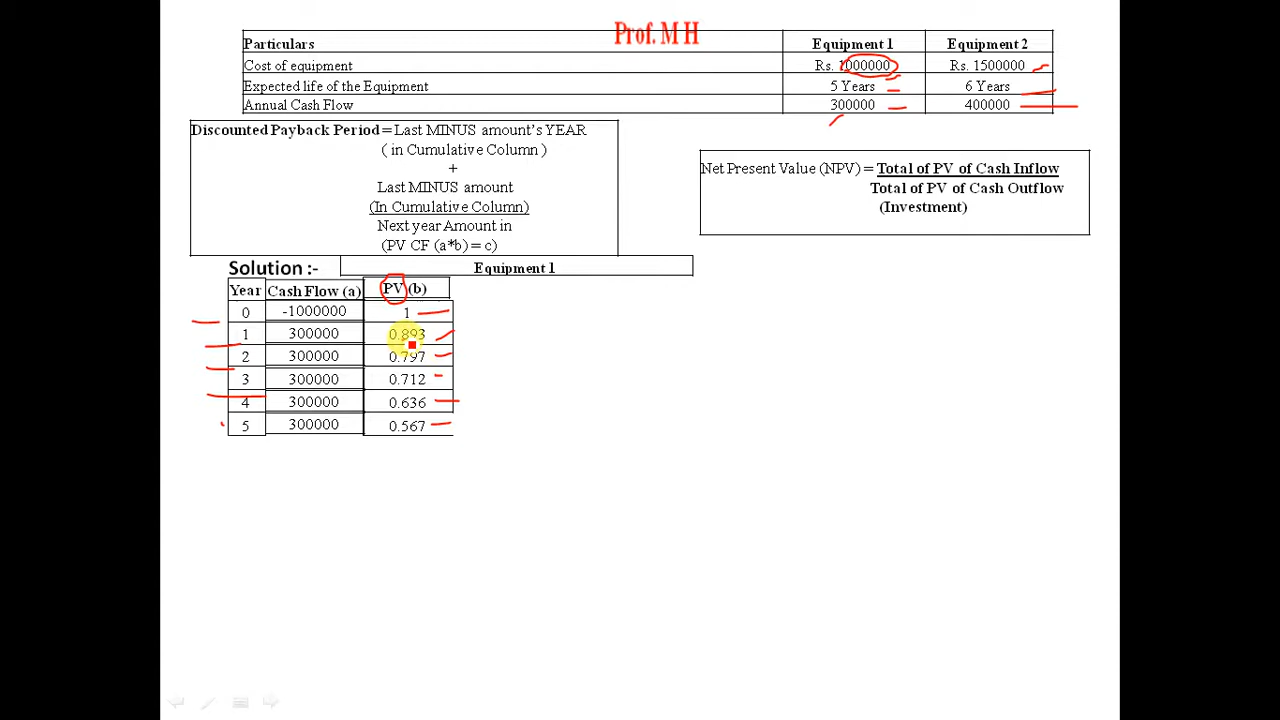 Prof. M H
Particulars Equipment 1 Equipment 2
Cost of equipment Rs. 1000000 Rs. 1500000
Expected life of the Equipment 5 Years 6 Years
Annual Cash Flow 300000 400000
Discounted Payback Period = Last MINUS amount's YEAR
( in Cumulative Column )
+
Last MINUS amount
(In Cumulative Column)
Next year Amount in
(PV CF (a*b) = c)
Net Present Value (NPV) = Total of PV of Cash Inflow
Total of PV of Cash Outflow
(Investment)
Solution :- Equipment 1
Year Cash Flow (a) PV (b)
0 -1000000 1
1 300000 0.893
2 300000 0.797
3 300000 0.712
4 300000 0.636
5 300000 0.567